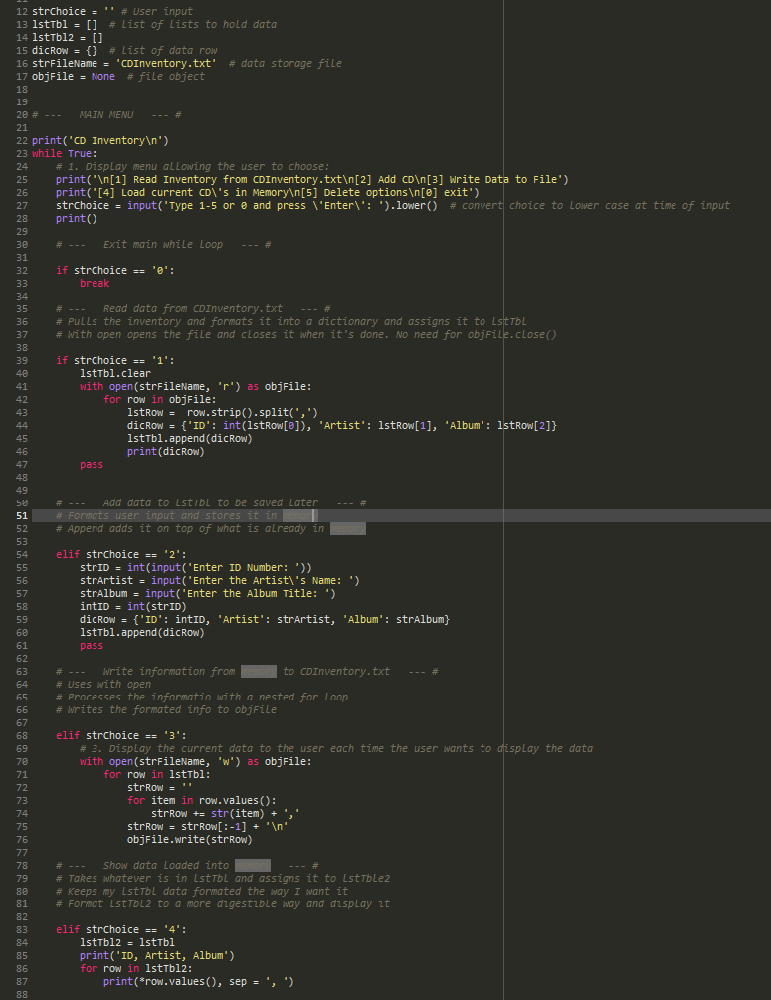 12 strChoice = '' # User input
13 lstTbl = []  # list of lists to hold data
14 lstTbl2 = []
15 dicRow = {}  # list of data row
16 strFileName = 'CDInventory.txt'  # data storage file
17 objFile = None  # file object
18
19
20 # ---   MAIN MENU   --- #
21
22 print('CD Inventory\n')
23 while True:
24     # 1. Display menu allowing the user to choose:
25     print('\n[1] Read Inventory from CDInventory.txt\n[2] Add CD\n[3] Write Data to File')
26     print('[4] Load current CD\'s in Memory\n[5] Delete options\n[0] exit')
27     strChoice = input('Type 1-5 or 0 and press \'Enter\': ').lower()  # convert choice to lower case at time of input
28     print()
29
30     # ---   Exit main while loop   --- #
31
32     if strChoice == '0':
33         break
34
35     # ---   Read data from CDInventory.txt   --- #
36     # Pulls the inventory and formats it into a dictionary and assigns it to lstTbl
37     # With open opens the file and closes it when it's done. No need for objFile.close()
38
39     if strChoice == '1':
40         lstTbl.clear
41         with open(strFileName, 'r') as objFile:
42             for row in objFile:
43                 lstRow =  row.strip().split(',')
44                 dicRow = {'ID': int(lstRow[0]), 'Artist': lstRow[1], 'Album': lstRow[2]}
45                 lstTbl.append(dicRow)
46                 print(dicRow)
47         pass
48
49
50     # ---   Add data to lstTbl to be saved later   --- #
51     # Formats user input and stores it in
52     # Append adds it on top of what is already in
53
54     elif strChoice == '2':
55         strID = int(input('Enter ID Number: '))
56         strArtist = input('Enter the Artist\'s Name: ')
57         strAlbum = input('Enter the Album Title: ')
58         intID = int(strID)
59         dicRow = {'ID': intID, 'Artist': strArtist, 'Album': strAlbum}
60         lstTbl.append(dicRow)
61         pass
62
63     # ---   Write information from memory to CDInventory.txt   --- #
64     # Uses with open
65     # Processes the informatio with a nested for loop
66     # Writes the formated info to objFile
67
68     elif strChoice == '3':
69         # 3. Display the current data to the user each time the user wants to display the data
70         with open(strFileName, 'w') as objFile:
71             for row in lstTbl:
72                 strRow = ''
73                 for item in row.values():
74                     strRow += str(item) + ','
75                 strRow = strRow[:-1] + '\n'
76                 objFile.write(strRow)
77
78     # ---   Show data loaded into memory   --- #
79     # Takes whatever is in lstTbl and assigns it to lstTble2
80     # Keeps my lstTbl data formated the way I want it
81     # Format lstTbl2 to a more digestible way and display it
82
83     elif strChoice == '4':
84         lstTbl2 = lstTbl
85         print('ID, Artist, Album')
86         for row in lstTbl2:
87             print(*row.values(), sep = ', ')
88